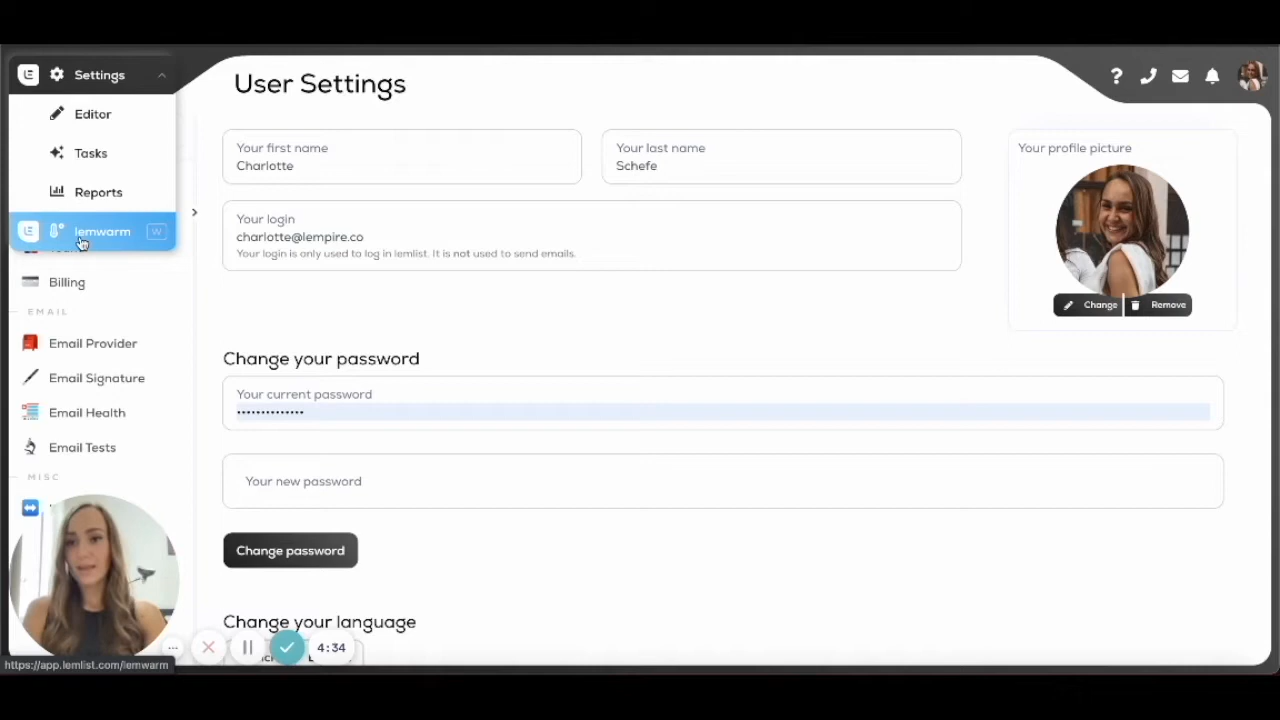 Settings
Editor
Tasks
Reports
lemwarm W
Billing
EMAIL
Email Provider
Email Signature
Email Health
Email Tests
MISC
User Settings
Your first name
Charlotte
Your last name
Schefe
Your login
charlotte@lempire.co
Your login is only used to log in lemlist. It is not used to send emails.
Your profile picture
Change
Remove
Change your password
Your current password
••••••••••••••
Your new password
Change password
Change your language
4:34
https://app.lemlist.com/lemwarm